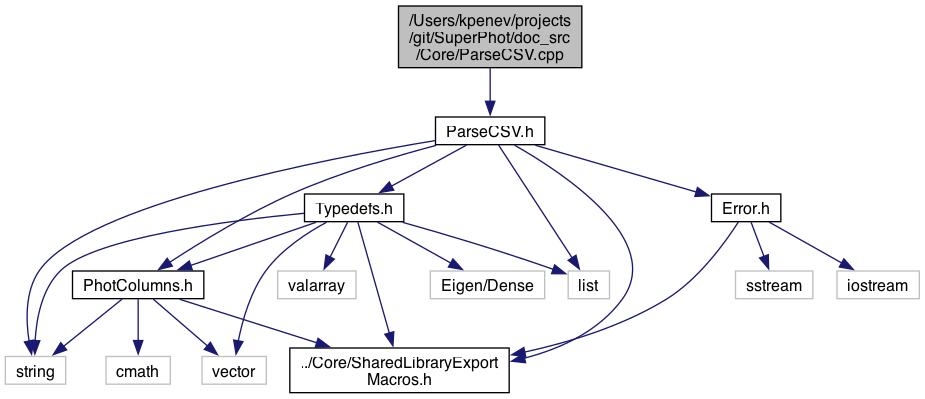 /Users/kpenev/projects
/git/SuperPhot/doc_src
/Core/ParseCSV.cpp
ParseCSV.h
Typedefs.h
Error.h
PhotColumns.h
valarray
Eigen/Dense
list
sstream
iostream
string
cmath
vector
../Core/SharedLibraryExport
Macros.h